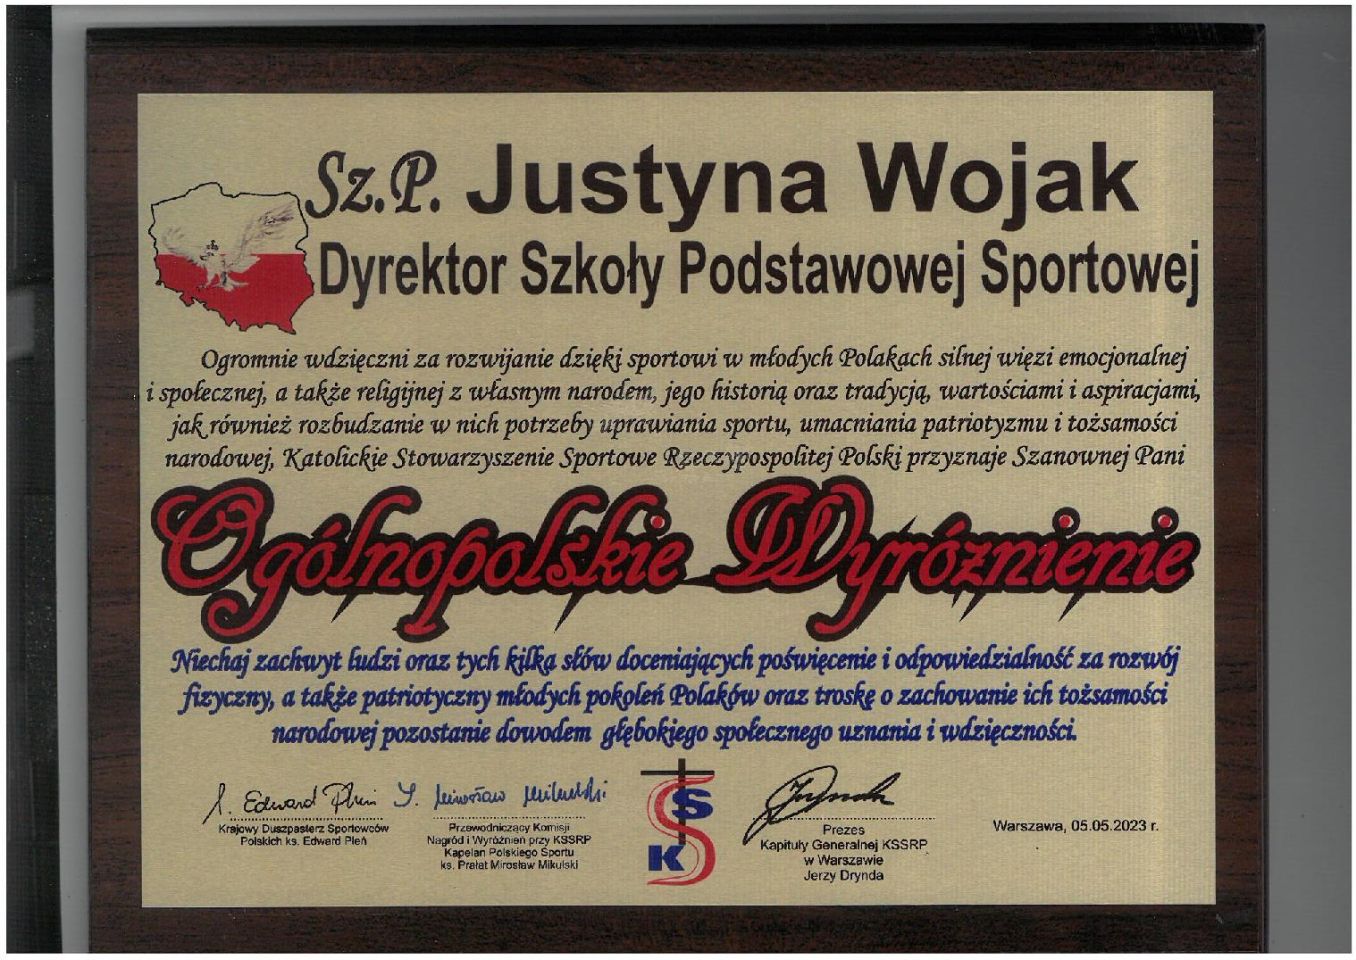 Sz.P. Justyna Wojak
Dyrektor Szkoły Podstawowej Sportowej
Ogromnie wdzięczni za rozwijanie dzięki sportowi w młodych Polakach silnej więzi emocjonalnej
i społecznej, a także religijnej z własnym narodem, jego historią oraz tradycją, wartościami i aspiracjami,
jak również rozbudzanie w nich potrzeby uprawiania sportu, umacniania patriotyzmu i tożsamości
narodowej, Katolickie Stowarzyszenie Sportowe Rzeczypospolitej Polski przyznaje Szanownej Pani
Ogólnopolskie Wyróżnienie
Niechaj zachwyt ludzi oraz tych kilka słów doceniających poświęcenie i odpowiedzialność za rozwój
fizyczny, a także patriotyczny młodych pokoleń Polaków oraz troskę o zachowanie ich tożsamości
narodowej pozostanie dowodem głębokiego społecznego uznania i wdzięczności.
Krajowy Duszpasterz Sportowców
Polskich ks. Edward Pleń
Przewodniczący Komisji
Nagród i Wyróżnień przy KSSRP
Kapelan Polskiego Sportu
ks. Prałat Mirosław Mikulski
KSS
Prezes
Kapituły Generalnej KSSRP
w Warszawie
Jerzy Drynda
Warszawa, 05.05.2023 r.